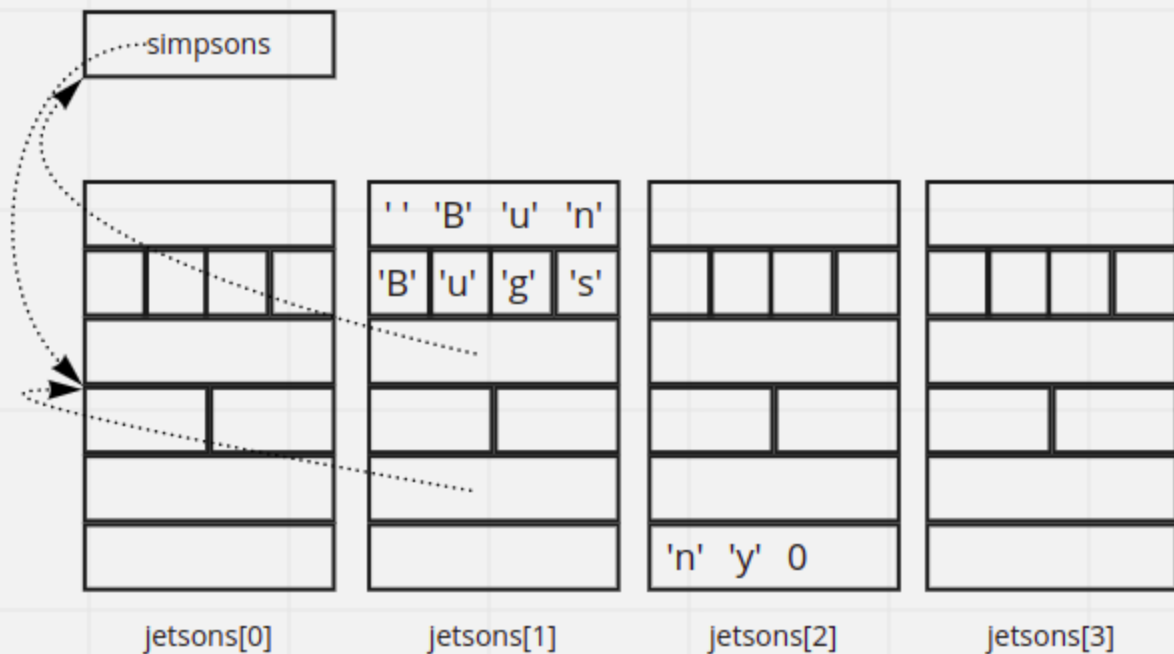 simpsons
' ' 'B' 'u' 'n'
'B' 'u' 'g' 's'
'n' 'y' 0
jetsons[0] jetsons[1] jetsons[2] jetsons[3]